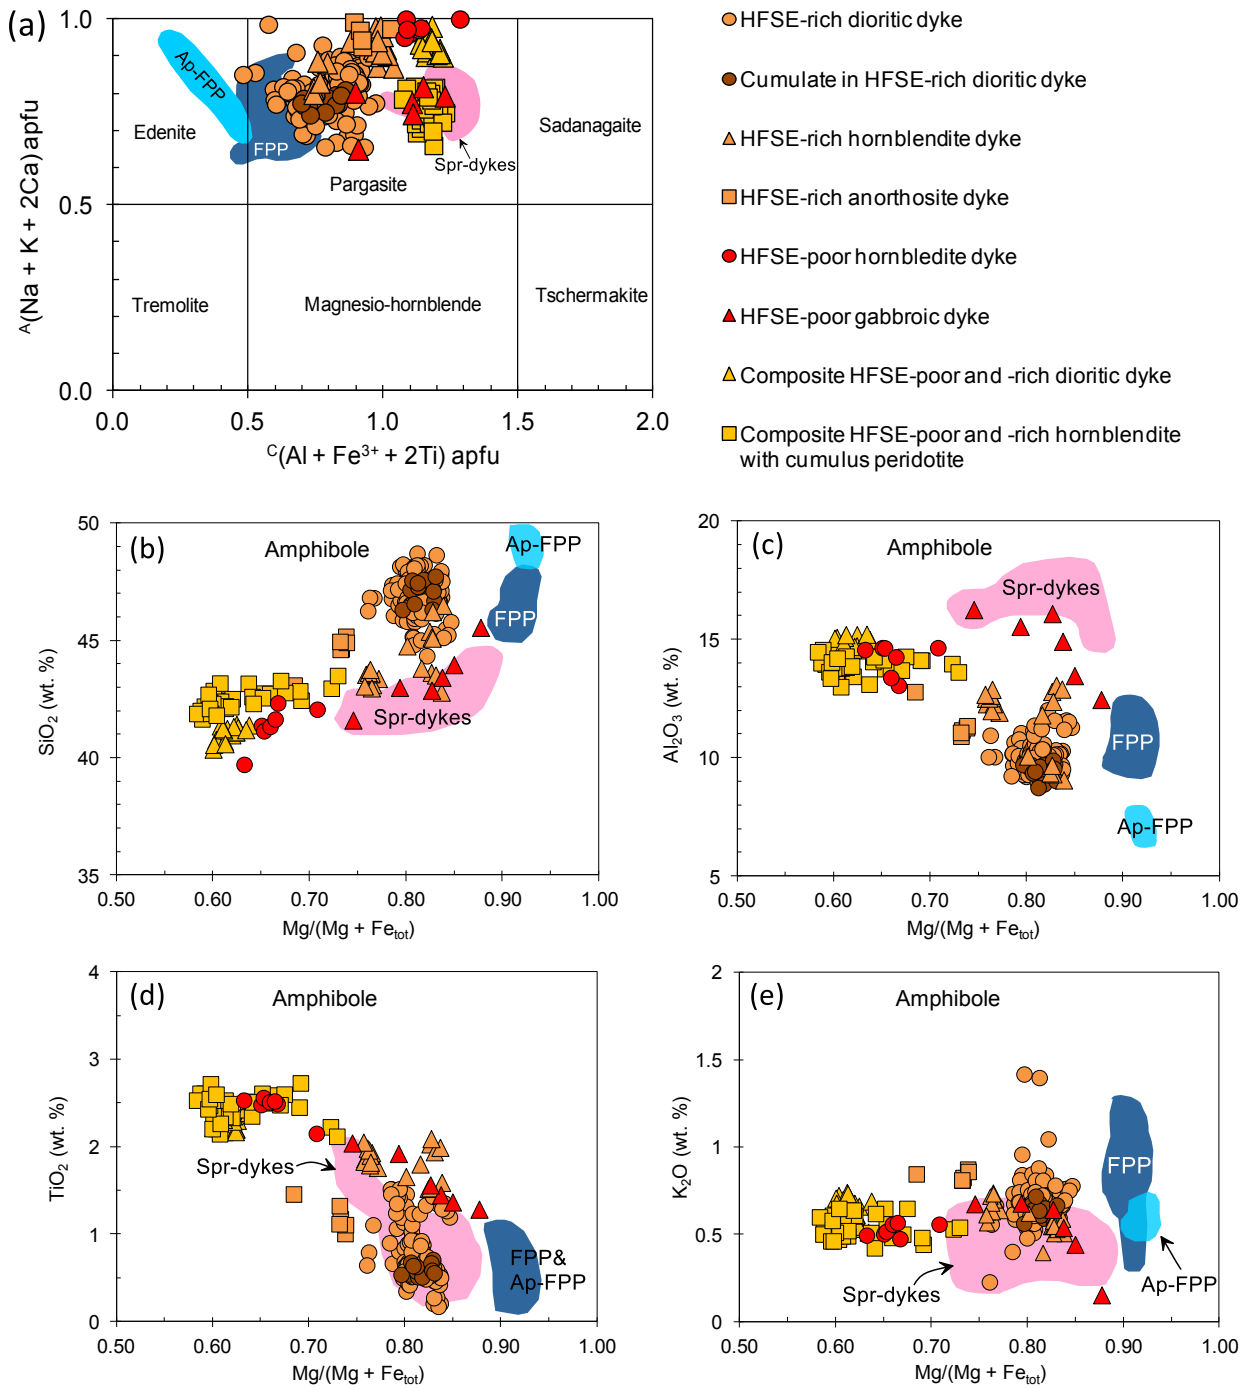 (a)
1.0
0.5
0.0
0.0
0.5
1.0
1.5
2.0
A(Na + K + 2Ca) apfu
C(Al + Fe3+ + 2Ti) apfu
Ap-FPP
Edenite
FPP
Pargasite
Sadanagaite
Spr-dykes
Tremolite
Magnesio-hornblende
Tschermakite
HFSE-rich dioritic dyke
Cumulate in HFSE-rich dioritic dyke
HFSE-rich hornblendite dyke
HFSE-rich anorthosite dyke
HFSE-poor hornbledite dyke
HFSE-poor gabbroic dyke
Composite HFSE-poor and -rich dioritic dyke
Composite HFSE-poor and -rich hornblendite
with cumulus peridotite
(b)
Amphibole
Ap-FPP
FPP
Spr-dykes
50
45
40
35
SiO2 (wt. %)
0.50
0.60
0.70
0.80
0.90
1.00
Mg/(Mg + Fetot)
(c)
Amphibole
Spr-dykes
FPP
Ap-FPP
20
15
10
5
Al2O3 (wt. %)
0.50
0.60
0.70
0.80
0.90
1.00
Mg/(Mg + Fetot)
(d)
Amphibole
Spr-dykes
FPP&
Ap-FPP
4
3
2
1
0
TiO2 (wt. %)
0.50
0.60
0.70
0.80
0.90
1.00
Mg/(Mg + Fetot)
(e)
Amphibole
FPP
Spr-dykes
Ap-FPP
2
1.5
1
0.5
0
K2O (wt. %)
0.50
0.60
0.70
0.80
0.90
1.00
Mg/(Mg + Fetot)